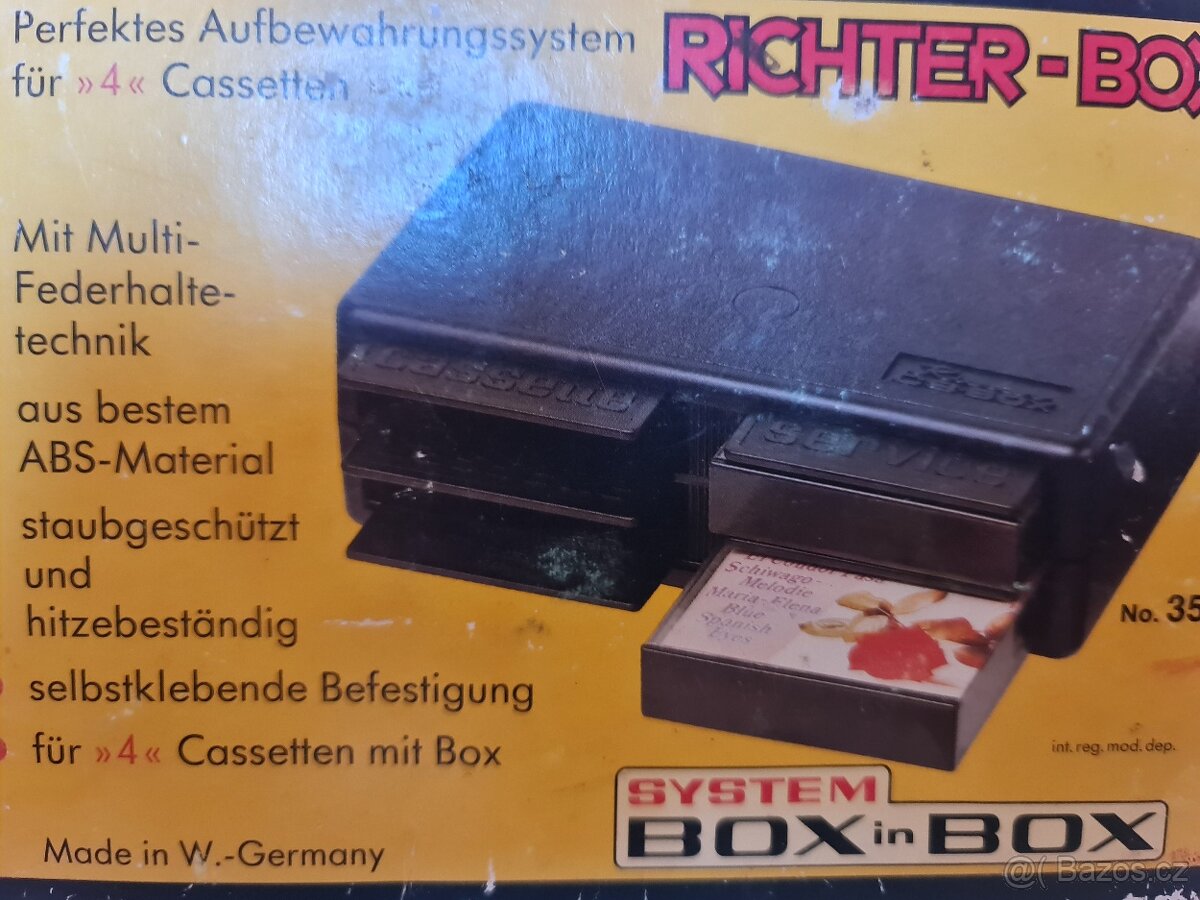 Perfektes Aufbewahrungssystem
für »4« Cassetten
RiCHTER-BOX
Mit Multi-
Federhalte-
technik
aus bestem
ABS-Material
staubgeschützt
und
hitzebeständig
selbstklebende Befestigung
für »4« Cassetten mit Box
Made in W.-Germany
cassette
service
Schiwago-
Melodie
Maria-Elena
Blue
Spanish
Eyes
No. 35
int. reg. mod. dep.
SYSTEM
BOX in BOX
@( Bazos.cz